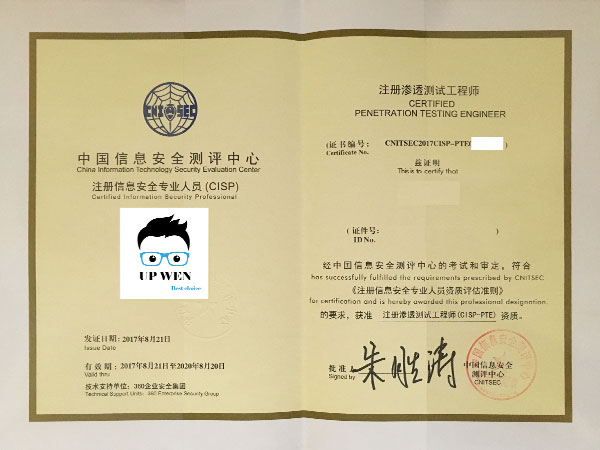 CNITSEC
中国信息安全测评中心
China Information Technology Security Evaluation Center
注册信息安全专业人员(CISP)
Certified Information Security Professional
UP WEN
Best choice
发证日期:2017年8月21日
Issue Date
有效期:2017年8月21日至2020年8月20日
Valid thru
技术支持单位:360企业安全集团
Technical Support Units: 360 Enterprise Security Group
注册渗透测试工程师
CERTIFIED
PENETRATION TESTING ENGINEER
(证书编号: CNITSEC2017CISP-PTE )
Certificate No.
兹证明
This is to certify that
(证件号: )
ID No.
经中国信息安全测评中心的考试和审定,符合
has successfully fulfilled the requirements prescribed by CNITSEC
《注册信息安全专业人员资质评估准则》
for certification and is hereby awarded this professional designation.
的要求,获准 注册渗透测试工程师(CISP-PTE) 资质。
批准人
Signed by
朱胜涛
中国信息安全
测评中心
CNITSEC